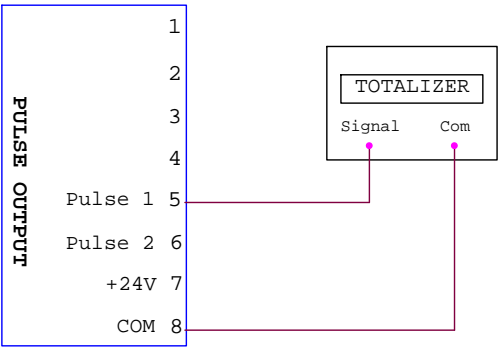 PULSE OUTPUT
1
2
3
4
Pulse 1 5
Pulse 2 6
+24V 7
COM 8
TOTALIZER
Signal Com